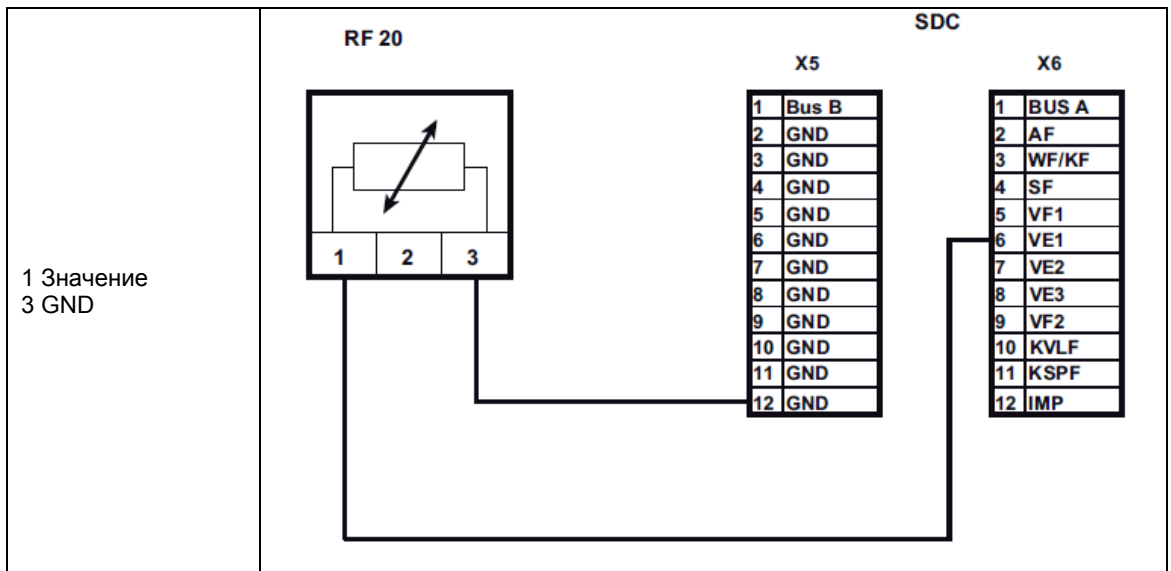 1 Значение
3 GND
RF 20
1 2 3
SDC
X5
1 Bus B
2 GND
3 GND
4 GND
5 GND
6 GND
7 GND
8 GND
9 GND
10 GND
11 GND
12 GND
X6
1 BUS A
2 AF
3 WF/KF
4 SF
5 VF1
6 VE1
7 VE2
8 VE3
9 VF2
10 KVLF
11 KSPF
12 IMP